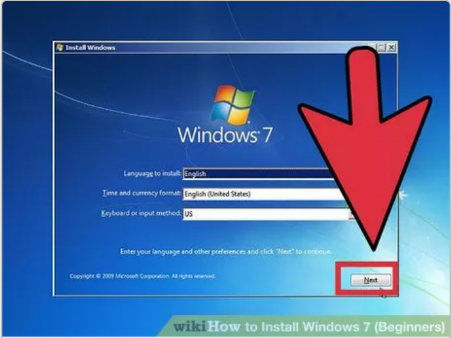 Install Windows
Windows 7
Language to install: English
Time and currency format: English (United States)
Keyboard or input method: US
Enter your language and other preferences and click "Next" to continue.
Copyright © 2009 Microsoft Corporation. All rights reserved.
Next
wikiHow to Install Windows 7 (Beginners)